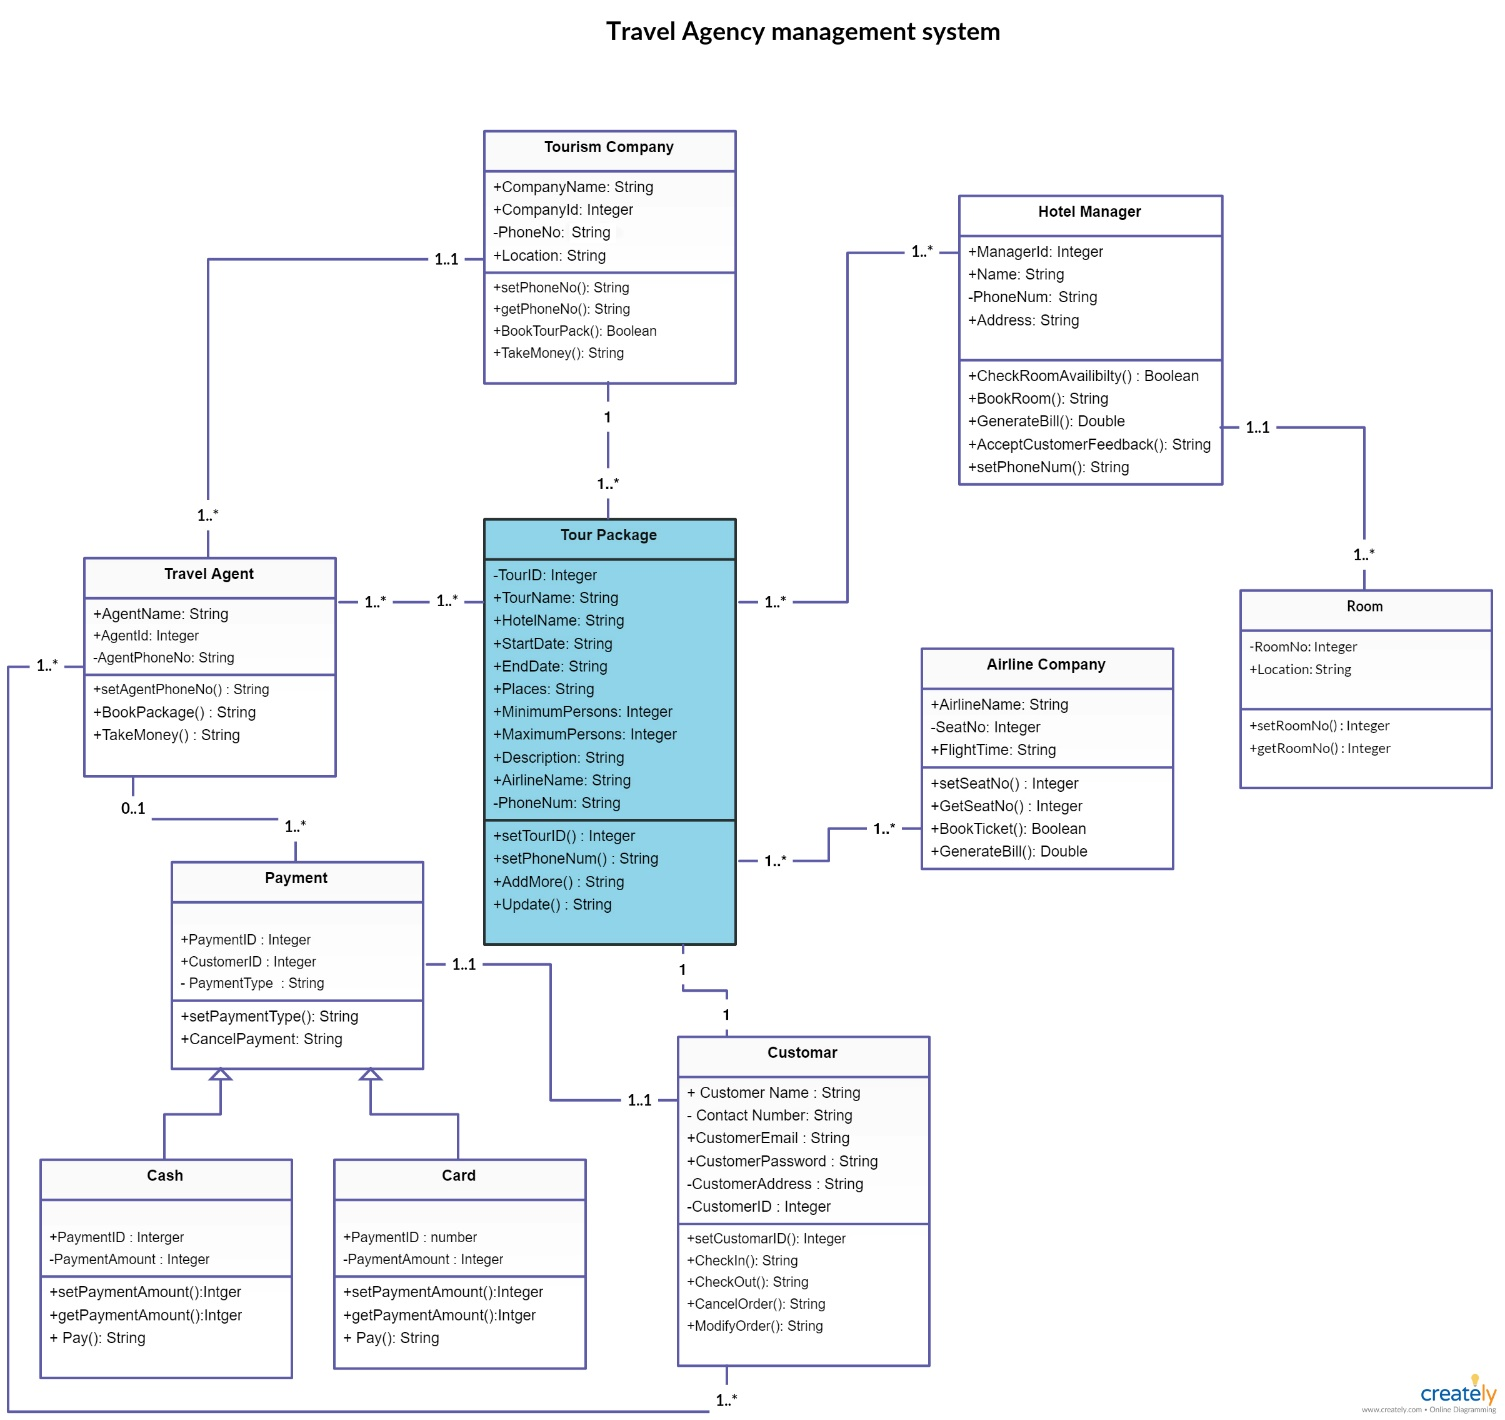 Travel Agency management system
Tourism Company
+CompanyName: String
+CompanyId: Integer
-PhoneNo: String
+Location: String
+setPhoneNo(): String
+getPhoneNo(): String
+BookTourPack(): Boolean
+TakeMoney(): String
Hotel Manager
+ManagerId: Integer
+Name: String
-PhoneNum: String
+Address: String
+CheckRoomAvailibilty() : Boolean
+BookRoom(): String
+GenerateBill(): Double
+AcceptCustomerFeedback(): String
+setPhoneNum(): String
1..1
1..*
1
1..*
1..*
1..*
1..1
1..*
Travel Agent
+AgentName: String
+AgentId: Integer
-AgentPhoneNo: String
+setAgentPhoneNo() : String
+BookPackage() : String
+TakeMoney() : String
1..*
1..*
1..*
Tour Package
-TourID: Integer
+TourName: String
+HotelName: String
+StartDate: String
+EndDate: String
+Places: String
+MinimumPersons: Integer
+MaximumPersons: Integer
+Description: String
+AirlineName: String
-PhoneNum: String
+setTourID() : Integer
+setPhoneNum() : String
+AddMore() : String
+Update() : String
Room
-RoomNo: Integer
+Location: String
+setRoomNo() : Integer
+getRoomNo() : Integer
Airline Company
+AirlineName: String
-SeatNo: Integer
+FlightTime: String
+setSeatNo() : Integer
+GetSeatNo() : Integer
+BookTicket(): Boolean
+GenerateBill(): Double
1..*
1..*
0..1
1..*
Payment
+PaymentID : Integer
+CustomerID : Integer
- PaymentType : String
+setPaymentType(): String
+CancelPayment: String
1..1
1..1
1
1
Customar
+ Customer Name : String
- Contact Number: String
+CustomerEmail : String
+CustomerPassword : String
-CustomerAddress : String
-CustomerID : Integer
+setCustomarID(): Integer
+CheckIn(): String
+CheckOut(): String
+CancelOrder(): String
+ModifyOrder(): String
1..*
Cash
+PaymentID : Interger
-PaymentAmount : Integer
+setPaymentAmount():Intger
+getPaymentAmount():Intger
+ Pay(): String
Card
+PaymentID : number
-PaymentAmount : Integer
+setPaymentAmount():Integer
+getPaymentAmount():Intger
+ Pay(): String
creately
www.creately.com • Online Diagramming